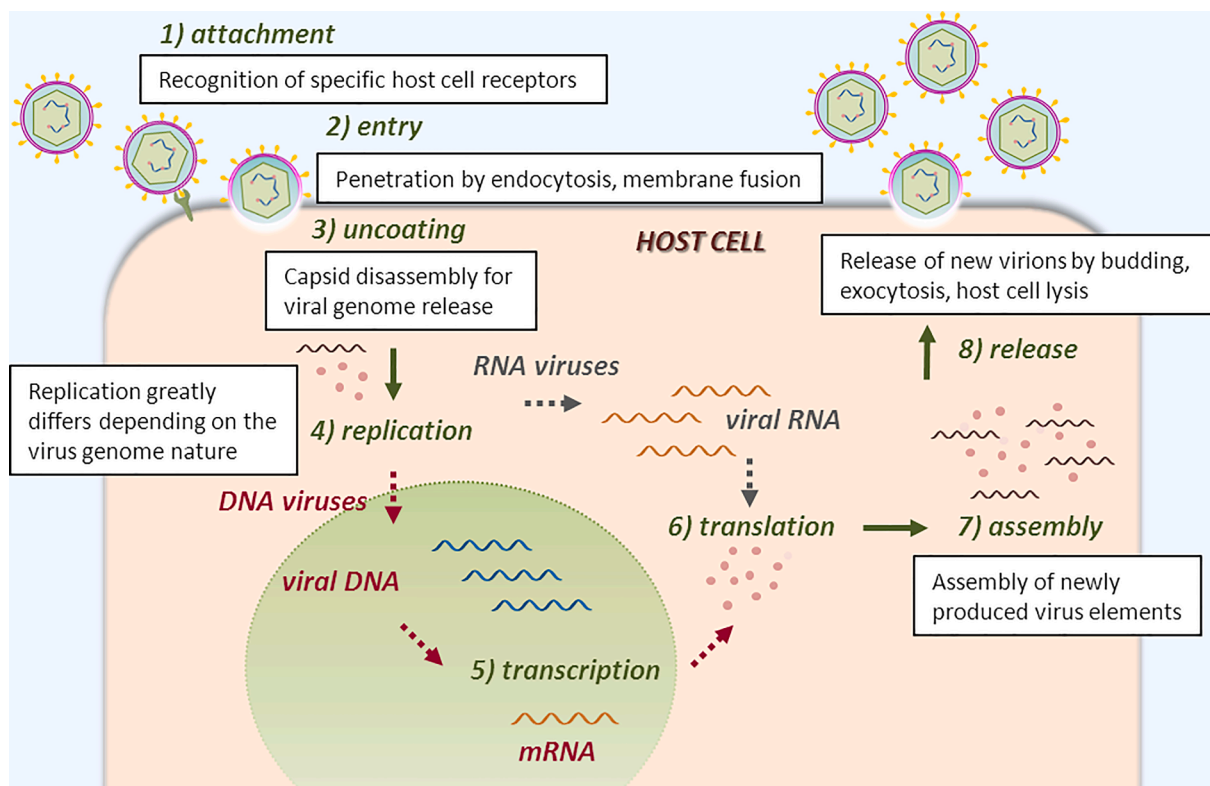 1) attachment
Recognition of specific host cell receptors
2) entry
Penetration by endocytosis, membrane fusion
3) uncoating
HOST CELL
Capsid disassembly for
viral genome release
Release of new virions by budding,
exocytosis, host cell lysis
8) release
RNA viruses
Replication greatly
differs depending on the
virus genome nature
4) replication
viral RNA
DNA viruses
6) translation
7) assembly
viral DNA
Assembly of newly
produced virus elements
5) transcription
mRNA